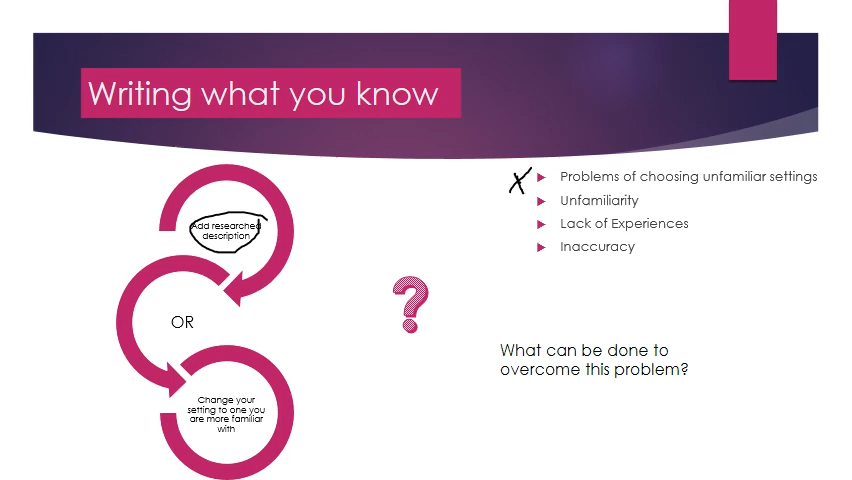 Writing what you know
Add researched
description
OR
Change your
setting to one you
are more familiar
with
?
Problems of choosing unfamiliar settings
Unfamiliarity
Lack of Experiences
Inaccuracy
What can be done to
overcome this problem?